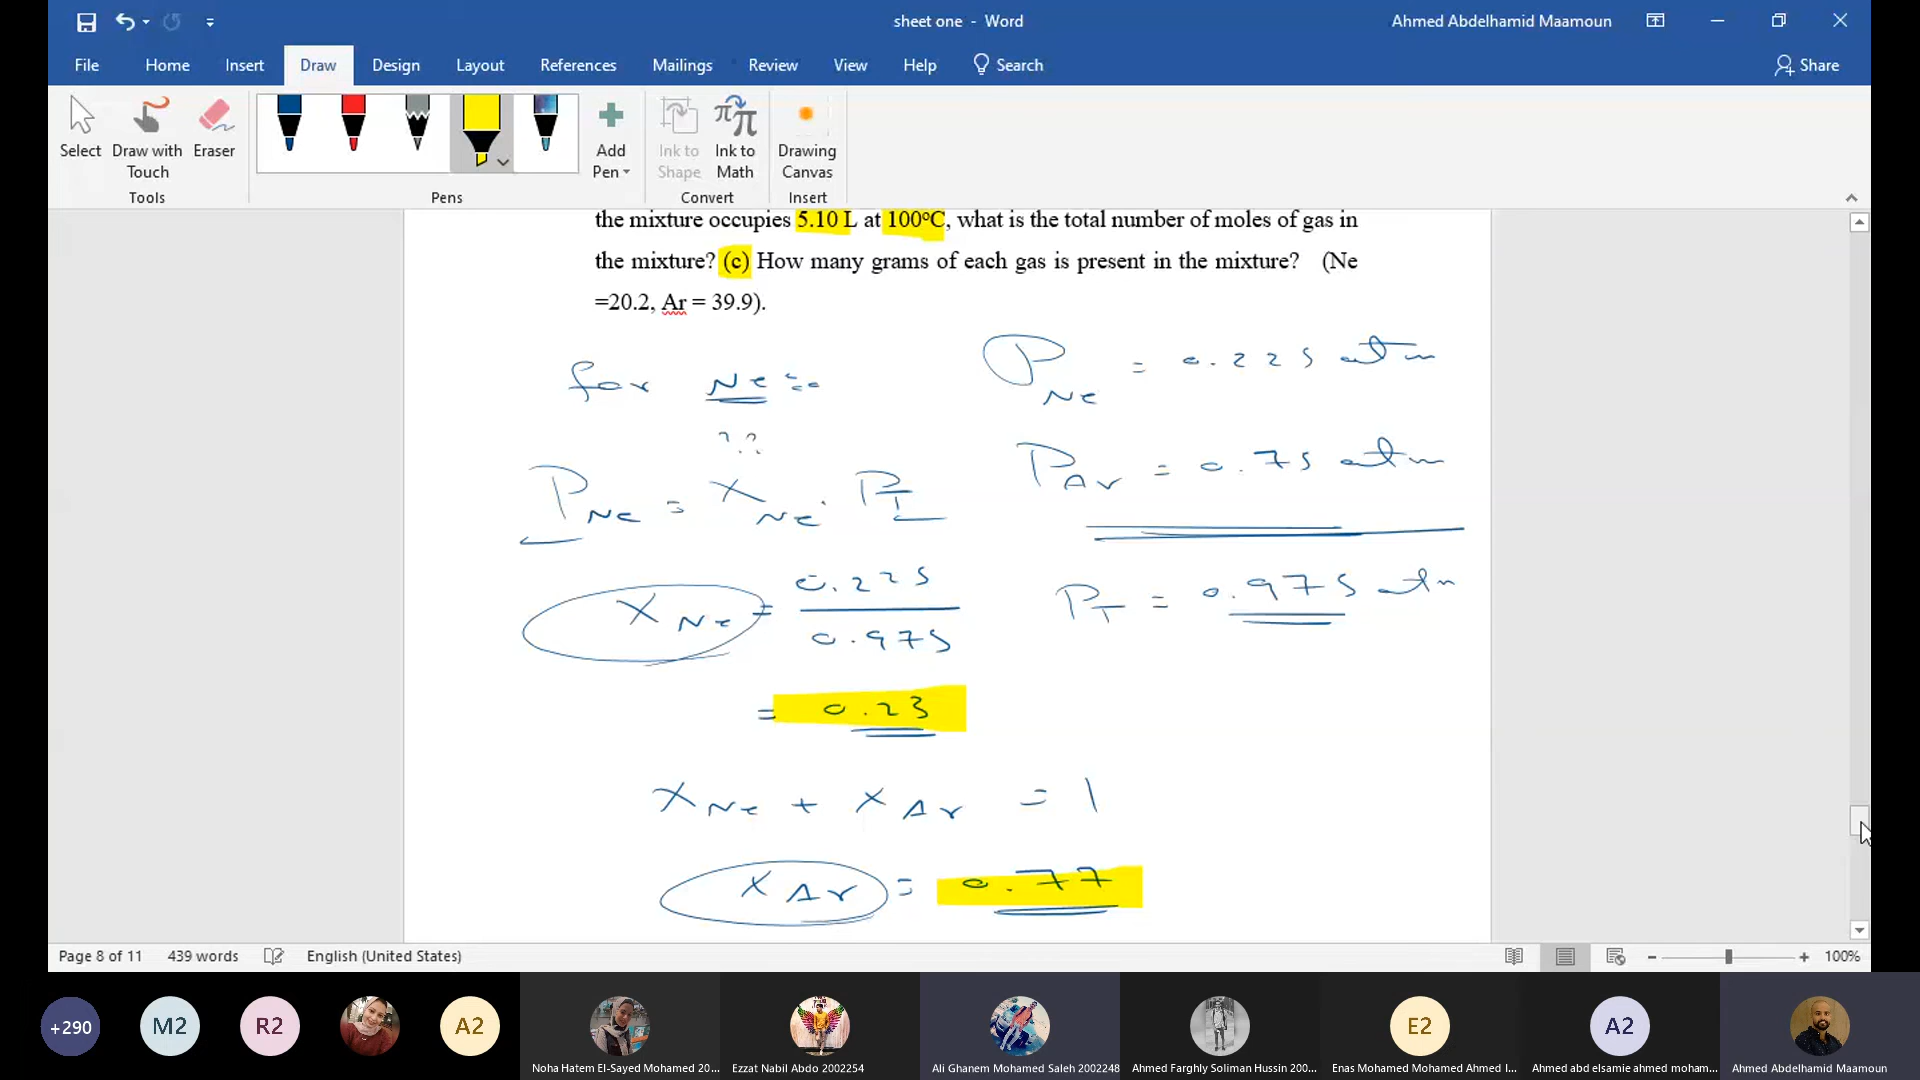 sheet one - Word
Ahmed Abdelhamid Maamoun
File Home Insert Draw Design Layout References Mailings Review View Help Search Share
Select Draw with Touch Eraser Add Pen Ink to Shape Ink to Math Drawing Canvas
Tools Pens Convert Insert
the mixture occupies 5.10 L at 100°C, what is the total number of moles of gas in
the mixture? (c) How many grams of each gas is present in the mixture? (Ne
=20.2, Ar = 39.9).
for Ne
P Ne = 0.225 atm
??
P Ne = X Ne . PT
P Ar = 0.75 atm
X Ne = 0.225
0.975
PT = 0.975 atm
= 0.23
X Ne + X Ar = 1
X Ar = 0.77
Page 8 of 11 439 words English (United States) 100%
+290 M2 R2 A2 E2 A2
Noha Hatem El-Sayed Mohamed 20... Ezzat Nabil Abdo 2002254 Ali Ghanem Mohamed Saleh 2002248 Ahmed Farghly Soliman Hussin 200... Enas Mohamed Mohamed Ahmed I... Ahmed abd elsamie ahmed moham... Ahmed Abdelhamid Maamoun